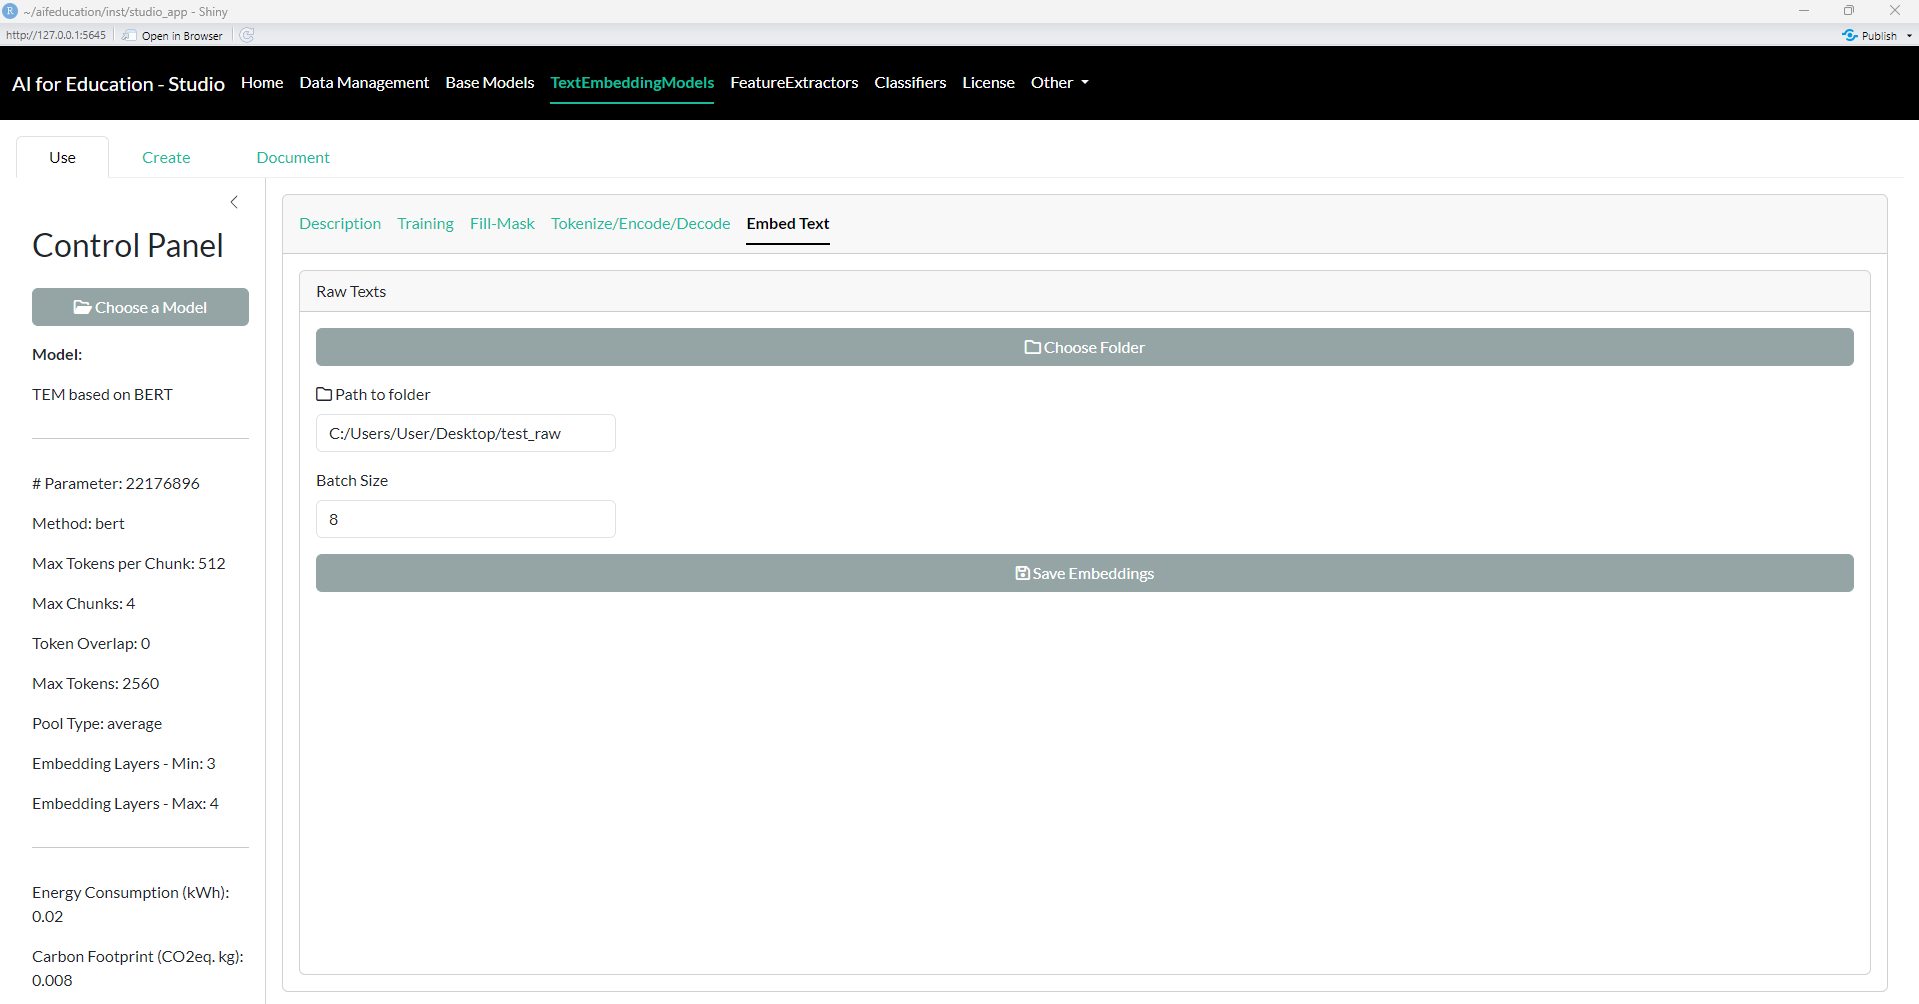 ~/aifeducation/inst/studio_app - Shiny
http://127.0.0.1:5645 Open in Browser Publish
AI for Education - Studio Home Data Management Base Models TextEmbeddingModels FeatureExtractors Classifiers License Other
Use Create Document
Control Panel
Choose a Model
Model:
TEM based on BERT
# Parameter: 22176896
Method: bert
Max Tokens per Chunk: 512
Max Chunks: 4
Token Overlap: 0
Max Tokens: 2560
Pool Type: average
Embedding Layers - Min: 3
Embedding Layers - Max: 4
Energy Consumption (kWh):
0.02
Carbon Footprint (CO2eq. kg):
0.008
Description Training Fill-Mask Tokenize/Encode/Decode Embed Text
Raw Texts
Choose Folder
Path to folder
C:/Users/User/Desktop/test_raw
Batch Size
8
Save Embeddings